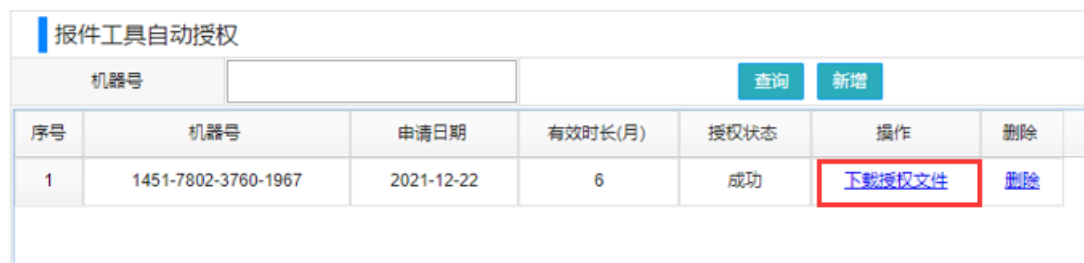 报件工具自动授权
机器号 查询 新增
序号 机器号 申请日期 有效时长(月) 授权状态 操作 删除
1 1451-7802-3760-1967 2021-12-22 6 成功 下载授权文件 删除